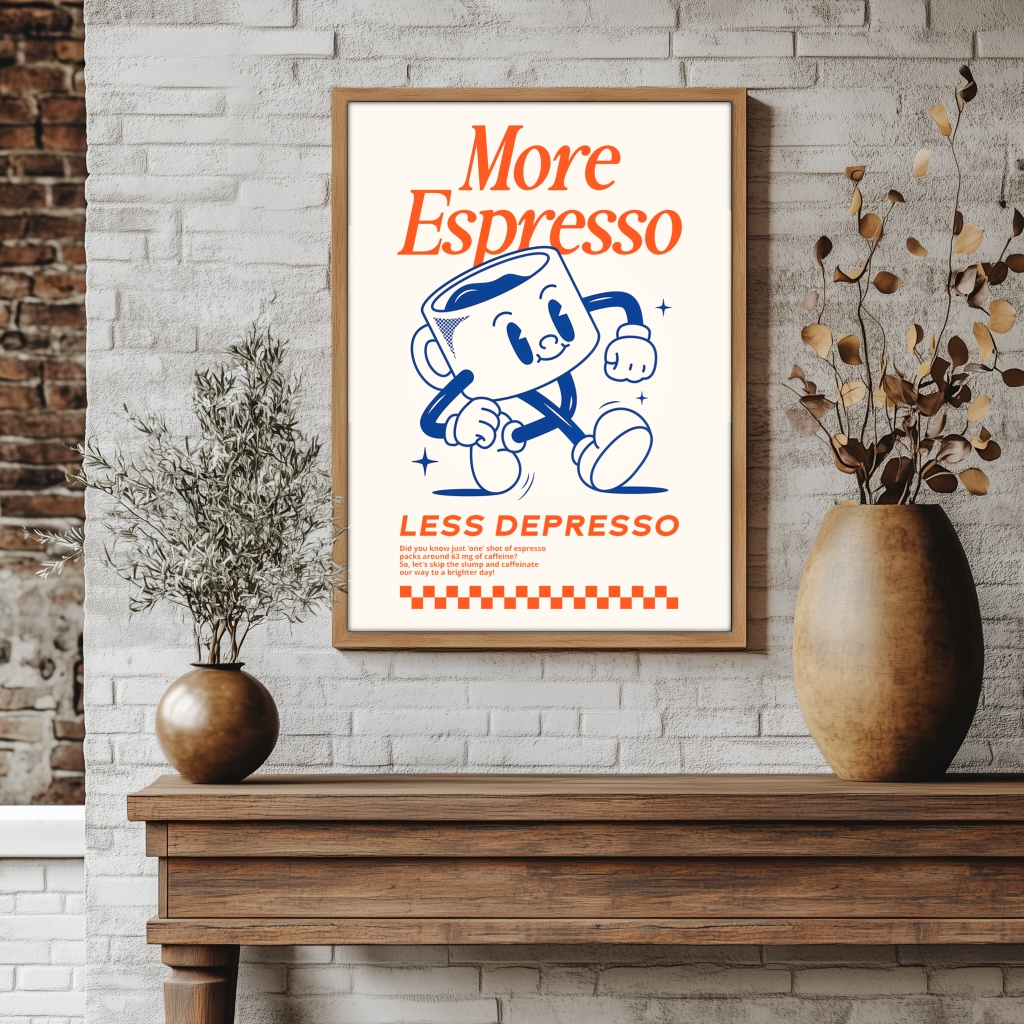 More
Espresso
LESS DEPRESSO
Did you know just 'one' shot of espresso
packs around 63 mg of caffeine?
So, let's skip the slump and caffeinate
our way to a brighter day!